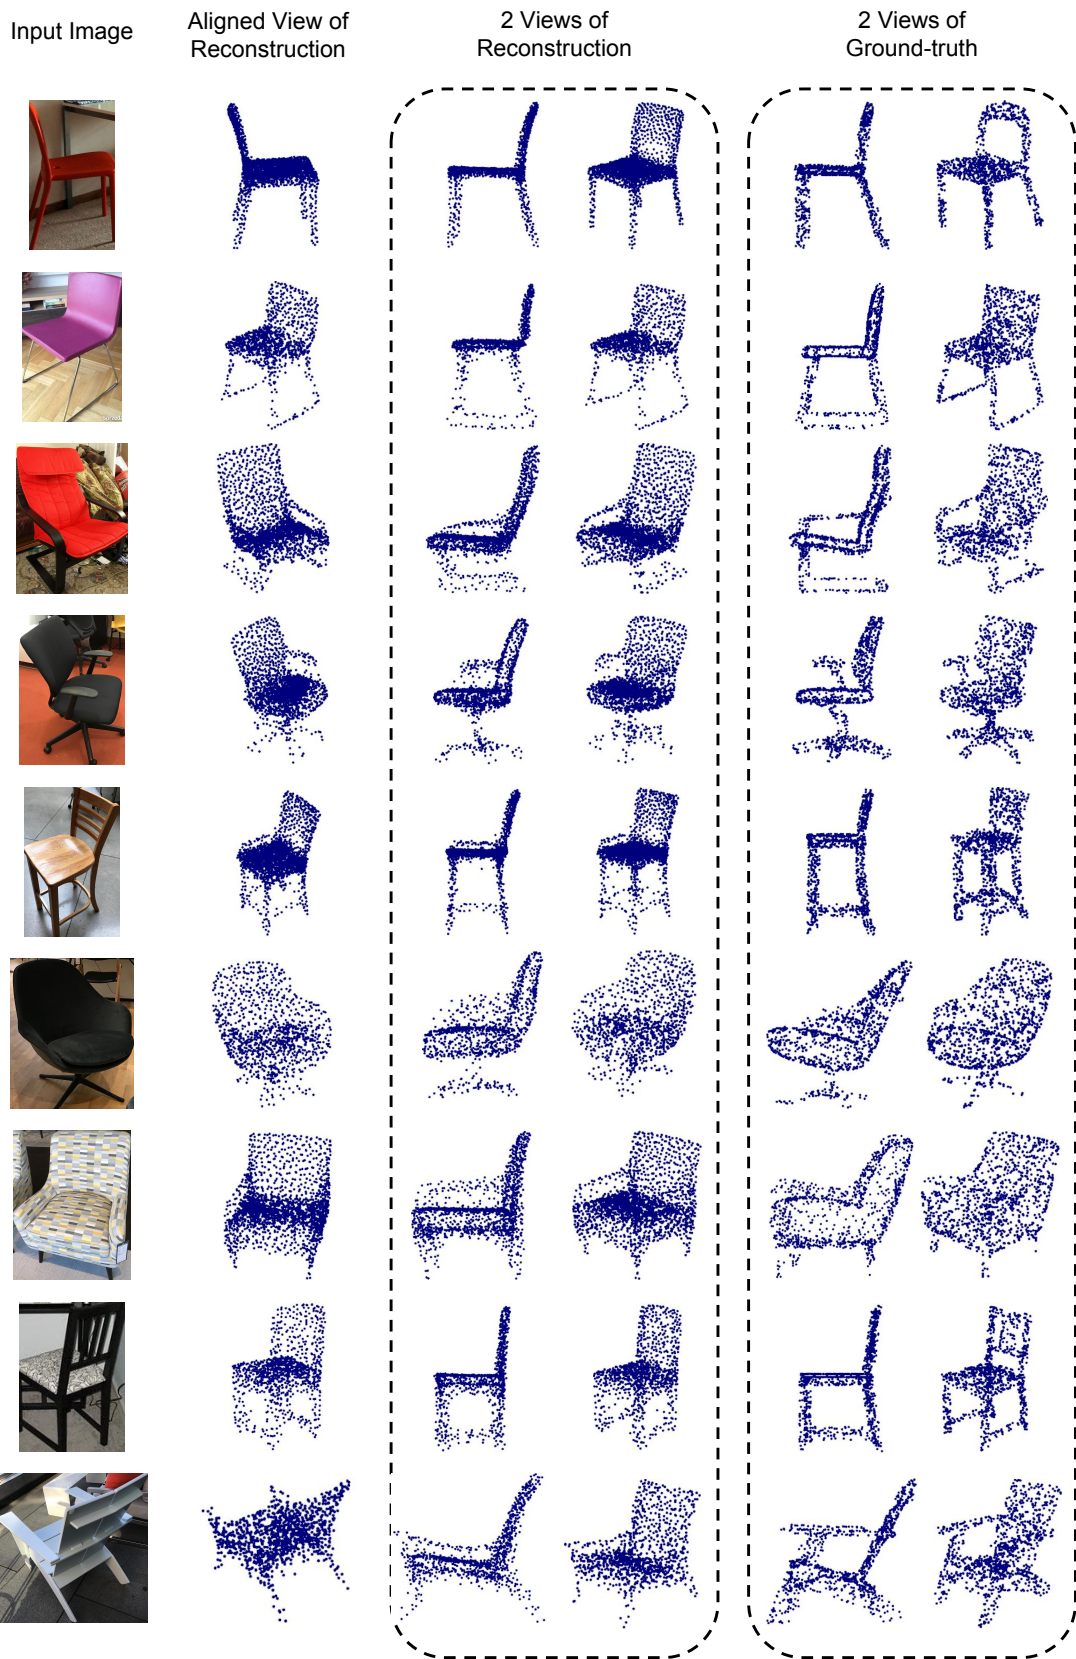 Input Image
Aligned View of
Reconstruction
2 Views of
Reconstruction
2 Views of
Ground-truth